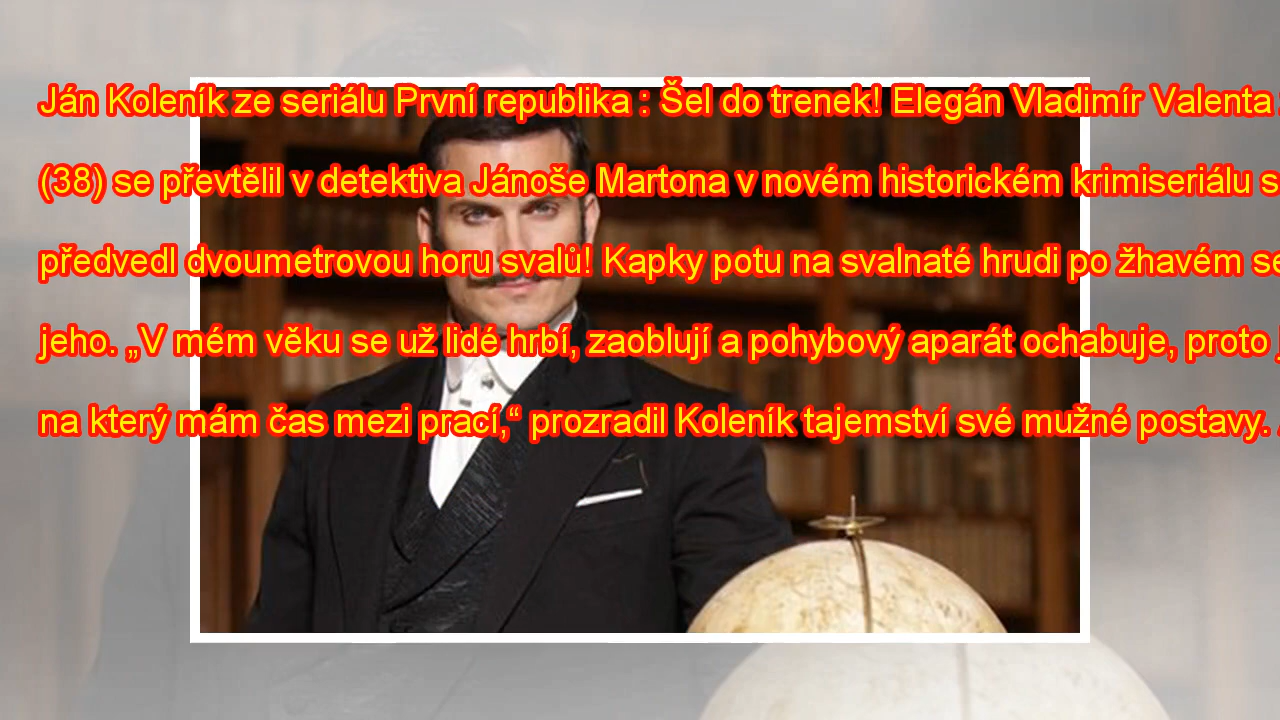 Ján Koleník ze seriálu První republika : Šel do trenek! Elegán Vladimír Valenta
(38) se převtělil v detektiva Jánoše Martona v novém historickém krimiseriálu s
předvedl dvoumetrovou horu svalů! Kapky potu na svalnaté hrudi po žhavém
jeho. „V mém věku se už lidé hrbí, zaoblují a pohybový aparát ochabuje, proto
na který mám čas mezi prací,“ prozradil Koleník tajemství své mužné postavy.